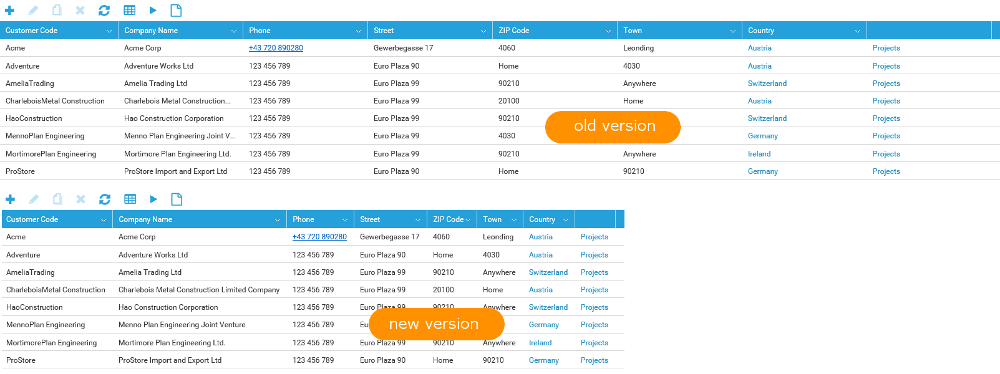 Customer Code Company Name Phone Street ZIP Code Town Country
Acme Acme Corp +43 720 890280 Gewerbegasse 17 4060 Leonding Austria Projects
Adventure Adventure Works Ltd 123 456 789 Euro Plaza 90 Home 4030 Austria Projects
AmeliaTrading Amelia Trading Ltd 123 456 789 Euro Plaza 99 90210 Anywhere Switzerland Projects
CharleboisMetal Construction Charlebois Metal Construction... 123 456 789 Euro Plaza 99 20100 Home Austria Projects
HaoConstruction Hao Construction Corporation 123 456 789 Euro Plaza 99 90210 Switzerland Projects
old version
MennoPlan Engineering Menno Plan Engineering Joint V... 123 456 789 Euro Plaza 99 4030 Germany Projects
MortimorePlan Engineering Mortimore Plan Engineering Ltd. 123 456 789 Euro Plaza 99 90210 Anywhere Ireland Projects
ProStore ProStore Import and Export Ltd 123 456 789 Euro Plaza 90 Home 90210 Germany Projects
Customer Code Company Name Phone Street ZIP Code Town Country
Acme Acme Corp +43 720 890280 Gewerbegasse 17 4060 Leonding Austria Projects
Adventure Adventure Works Ltd 123 456 789 Euro Plaza 90 Home 4030 Austria Projects
AmeliaTrading Amelia Trading Ltd 123 456 789 Euro Plaza 99 90210 Anywhere Switzerland Projects
CharleboisMetal Construction Charlebois Metal Construction Limited Company 123 456 789 Euro Plaza 99 20100 Home Austria Projects
HaoConstruction Hao Construction Corporation 123 456 789 Euro Plaza 99 90210 Anywhere Switzerland Projects
MennoPlan Engineering Menno Plan Engineering Joint Venture 123 456 789 Germany Projects
new version
MortimorePlan Engineering Mortimore Plan Engineering Ltd. 123 456 789 Euro Plaza 99 90210 Anywhere Ireland Projects
ProStore ProStore Import and Export Ltd 123 456 789 Euro Plaza 90 Home 90210 Germany Projects